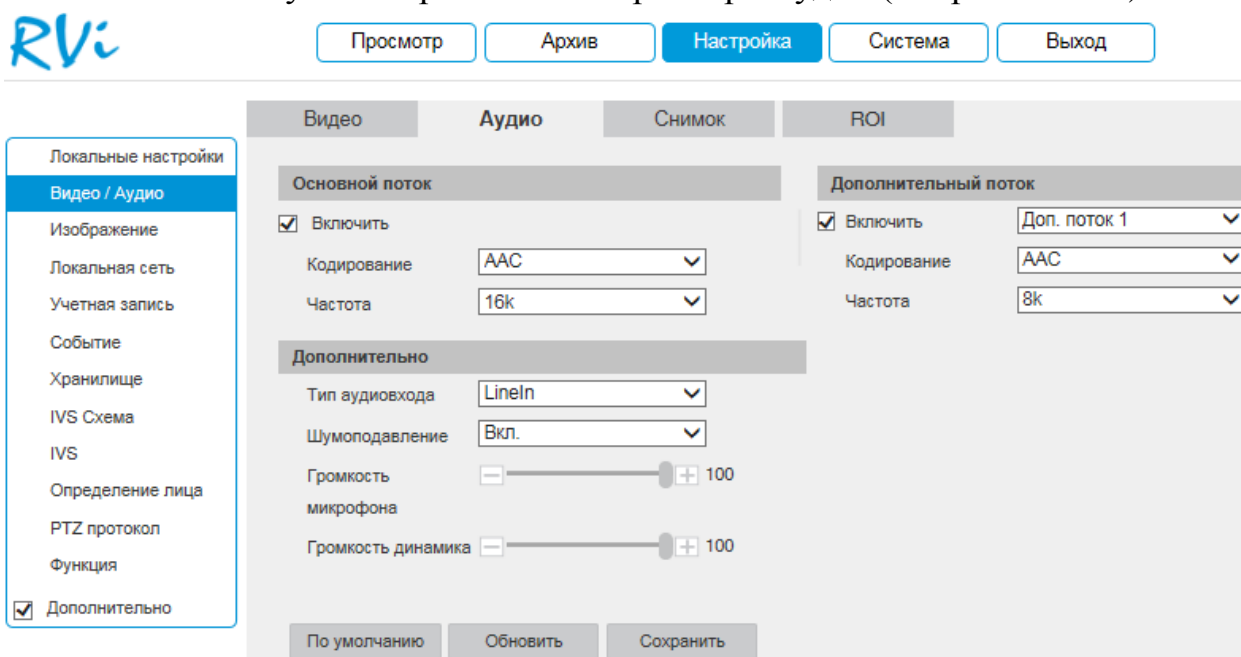 RVi
Просмотр Архив Настройка Система Выход
Видео Аудио Снимок ROI
Локальные настройки
Видео / Аудио
Изображение
Локальная сеть
Учетная запись
Событие
Хранилище
IVS Схема
IVS
Определение лица
PTZ протокол
Функция
Дополнительно
Основной поток
Включить
Кодирование AAC
Частота 16k
Дополнительно
Тип аудиовхода LineIn
Шумоподавление Вкл.
Громкость
микрофона
100
Громкость динамика 100
По умолчанию Обновить Сохранить
Дополнительный поток
Включить Доп. поток 1
Кодирование AAC
Частота 8k